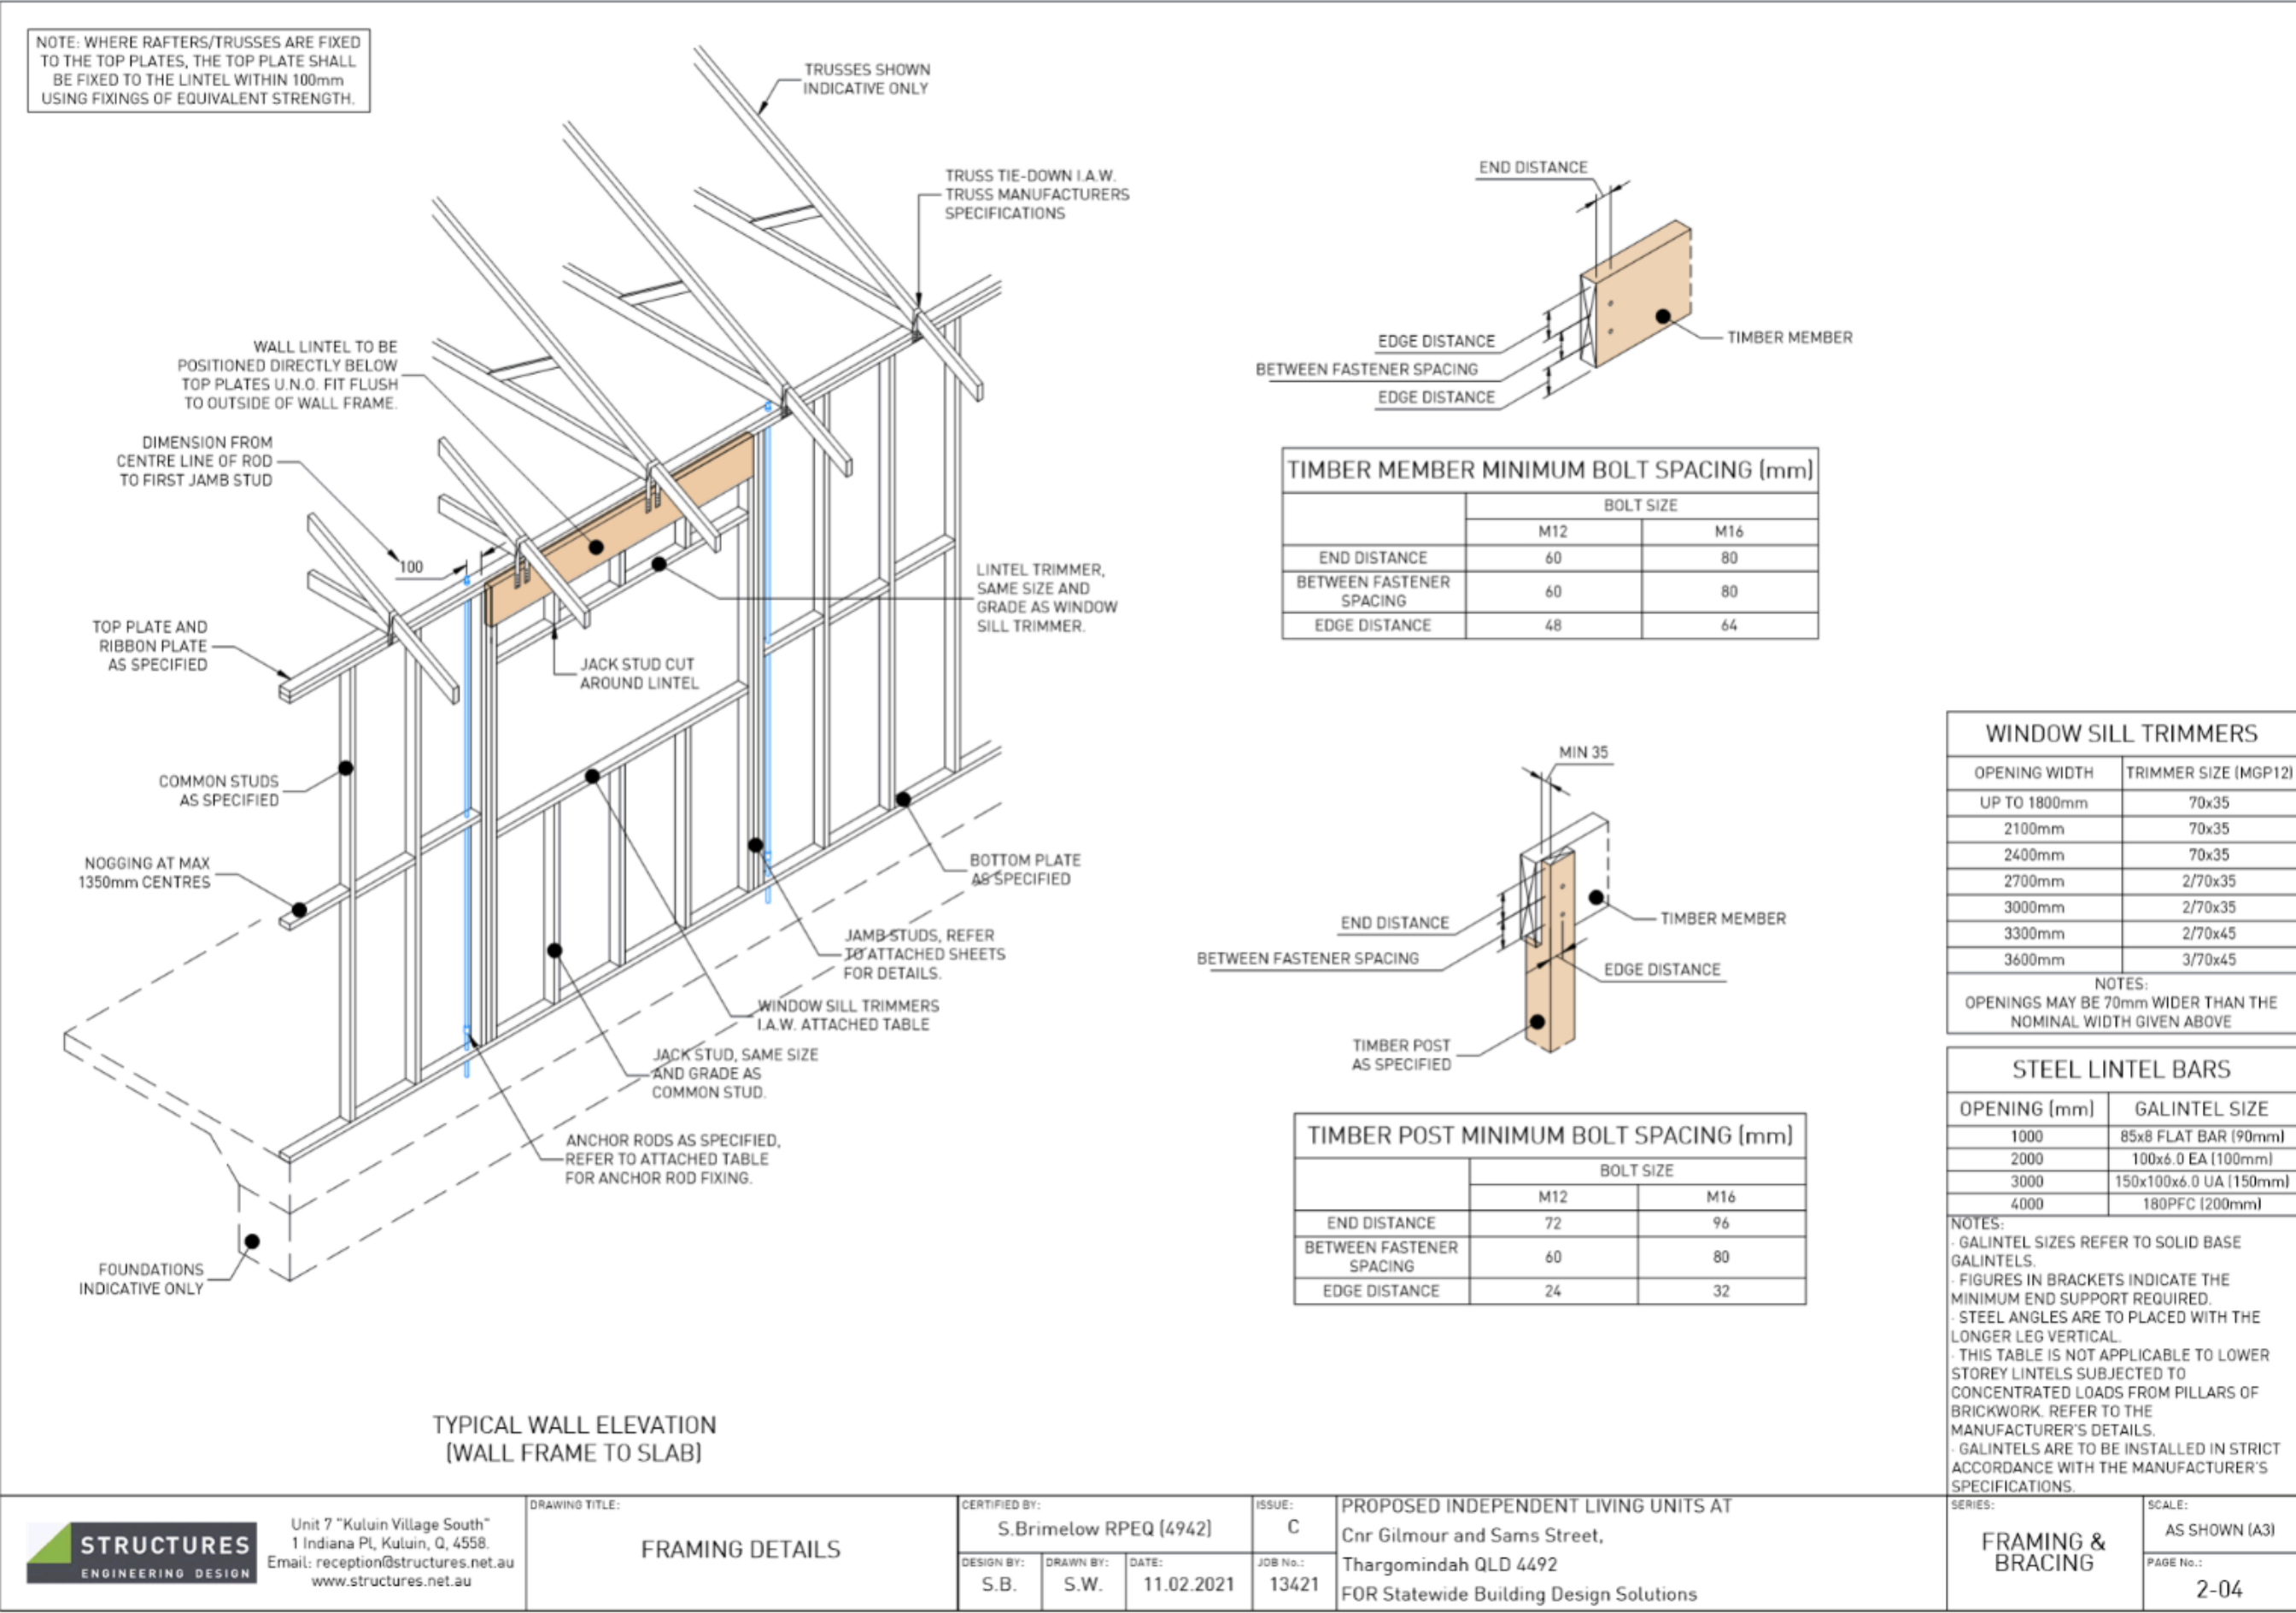 NOTE: WHERE RAFTERS/TRUSSES ARE FIXED
TO THE TOP PLATES, THE TOP PLATE SHALL
BE FIXED TO THE LINTEL WITHIN 100mm
USING FIXINGS OF EQUIVALENT STRENGTH.
TRUSSES SHOWN
INDICATIVE ONLY
TRUSS TIE-DOWN I.A.W.
TRUSS MANUFACTURERS
SPECIFICATIONS
WALL LINTEL TO BE
POSITIONED DIRECTLY BELOW
TOP PLATES U.N.O. FIT FLUSH
TO OUTSIDE OF WALL FRAME.
DIMENSION FROM
CENTRE LINE OF ROD
TO FIRST JAMB STUD
100
TOP PLATE AND
RIBBON PLATE
AS SPECIFIED
JACK STUD CUT
AROUND LINTEL
LINTEL TRIMMER,
SAME SIZE AND
GRADE AS WINDOW
SILL TRIMMER.
COMMON STUDS
AS SPECIFIED
NOGGING AT MAX
1350mm CENTRES
BOTTOM PLATE
AS SPECIFIED
JAMB STUDS, REFER
TO ATTACHED SHEETS
FOR DETAILS.
WINDOW SILL TRIMMERS
I.A.W. ATTACHED TABLE
JACK STUD, SAME SIZE
AND GRADE AS
COMMON STUD.
ANCHOR RODS AS SPECIFIED,
REFER TO ATTACHED TABLE
FOR ANCHOR ROD FIXING.
FOUNDATIONS
INDICATIVE ONLY
TYPICAL WALL ELEVATION
(WALL FRAME TO SLAB)
END DISTANCE
EDGE DISTANCE
BETWEEN FASTENER SPACING
EDGE DISTANCE
TIMBER MEMBER
TIMBER MEMBER MINIMUM BOLT SPACING (mm)
BOLT SIZE
M12 M16
END DISTANCE 60 80
BETWEEN FASTENER
SPACING 60 80
EDGE DISTANCE 48 64
MIN 35
END DISTANCE
BETWEEN FASTENER SPACING
TIMBER MEMBER
EDGE DISTANCE
TIMBER POST
AS SPECIFIED
TIMBER POST MINIMUM BOLT SPACING (mm)
BOLT SIZE
M12 M16
END DISTANCE 72 96
BETWEEN FASTENER
SPACING 60 80
EDGE DISTANCE 24 32
WINDOW SILL TRIMMERS
OPENING WIDTH TRIMMER SIZE (MGP12)
UP TO 1800mm 70x35
2100mm 70x35
2400mm 70x35
2700mm 2/70x35
3000mm 2/70x35
3300mm 2/70x45
3600mm 3/70x45
NOTES:
OPENINGS MAY BE 70mm WIDER THAN THE
NOMINAL WIDTH GIVEN ABOVE
STEEL LINTEL BARS
OPENING (mm) GALINTEL SIZE
1000 85x8 FLAT BAR (90mm)
2000 100x6.0 EA (100mm)
3000 150x100x6.0 UA (150mm)
4000 180PFC (200mm)
NOTES:
· GALINTEL SIZES REFER TO SOLID BASE
GALINTELS.
· FIGURES IN BRACKETS INDICATE THE
MINIMUM END SUPPORT REQUIRED.
· STEEL ANGLES ARE TO PLACED WITH THE
LONGER LEG VERTICAL.
· THIS TABLE IS NOT APPLICABLE TO LOWER
STOREY LINTELS SUBJECTED TO
CONCENTRATED LOADS FROM PILLARS OF
BRICKWORK. REFER TO THE
MANUFACTURER'S DETAILS.
· GALINTELS ARE TO BE INSTALLED IN STRICT
ACCORDANCE WITH THE MANUFACTURER'S
SPECIFICATIONS.
STRUCTURES
ENGINEERING DESIGN
Unit 7 "Kuluin Village South"
1 Indiana Pl, Kuluin, Q, 4558.
Email: reception@structures.net.au
www.structures.net.au
DRAWING TITLE:
FRAMING DETAILS
CERTIFIED BY:
S.Brimelow RPEQ (4942)
ISSUE:
C
DESIGN BY:
S.B.
DRAWN BY:
S.W.
DATE:
11.02.2021
JOB No.:
13421
PROPOSED INDEPENDENT LIVING UNITS AT
Cnr Gilmour and Sams Street,
Thargomindah QLD 4492
FOR Statewide Building Design Solutions
SERIES:
FRAMING &
BRACING
SCALE:
AS SHOWN (A3)
PAGE No.:
2-04